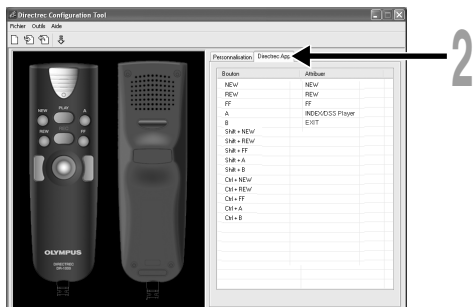 Directrec Configuration Tool
Fichier Outils Aide
Personnalisation Directrec App
2
Bouton Attribuer
NEW NEW
REW REW
FF FF
A INDEX/DSS Player
B EXIT
Shift + NEW
Shift + REW
Shift + FF
Shift + A
Shift + B
Ctrl + NEW
Ctrl + REW
Ctrl + FF
Ctrl + A
Ctrl + B
NEW PLAY A
REW FF
OLYMPUS
DIRECTREC